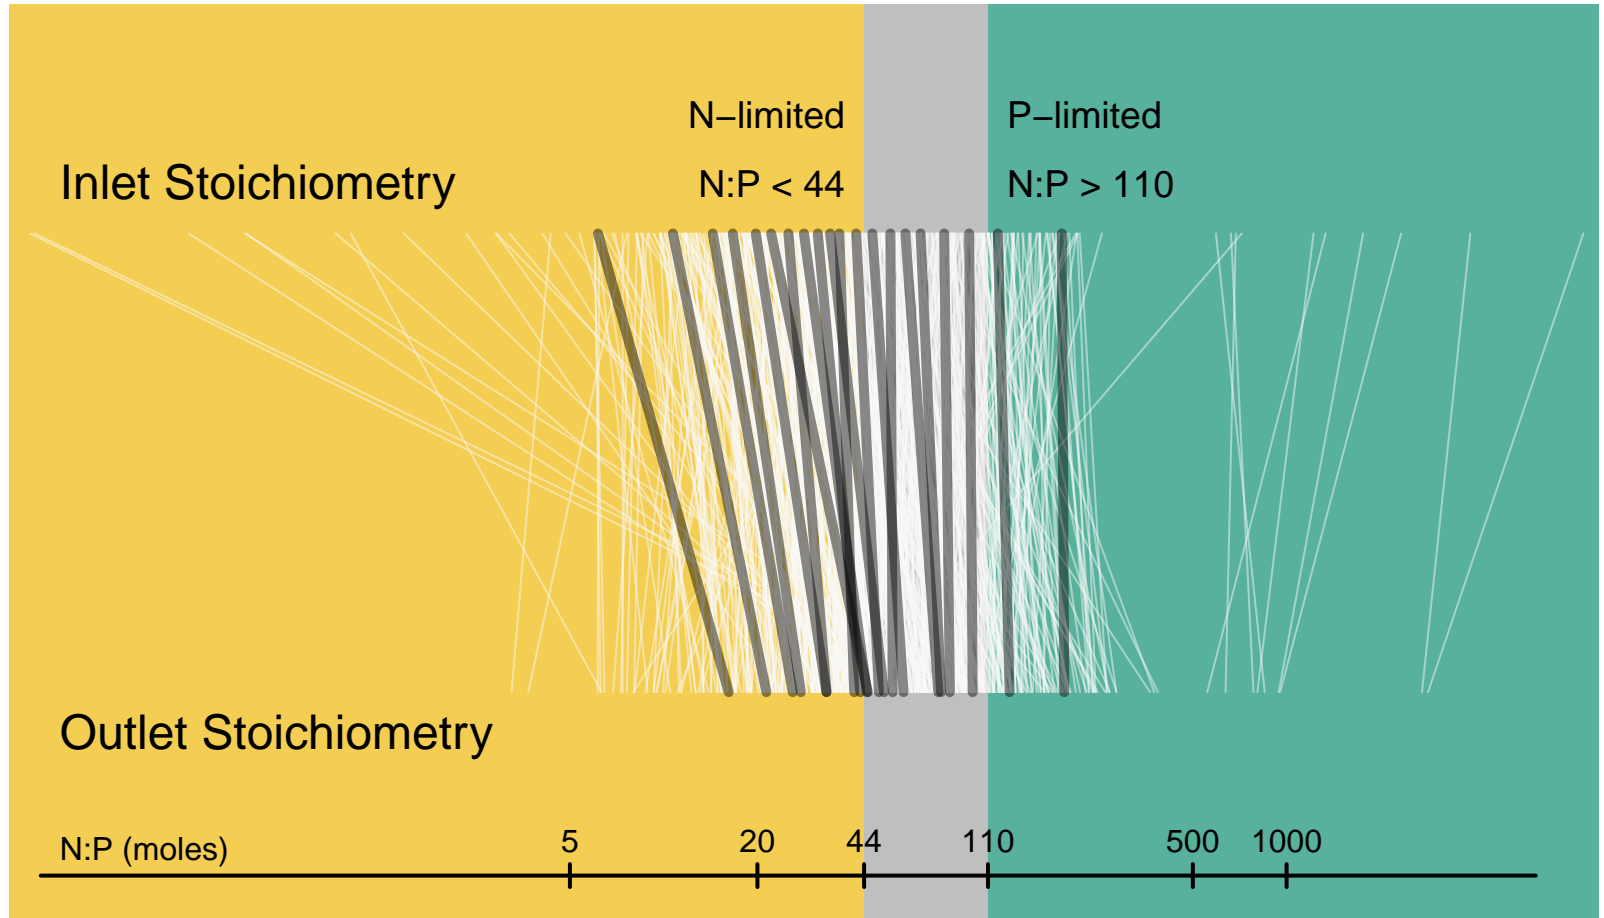 N–limited
P–limited
Inlet Stoichiometry
N:P < 44
N:P > 110
Outlet Stoichiometry
N:P (moles)
5
20
44
110
500
1000